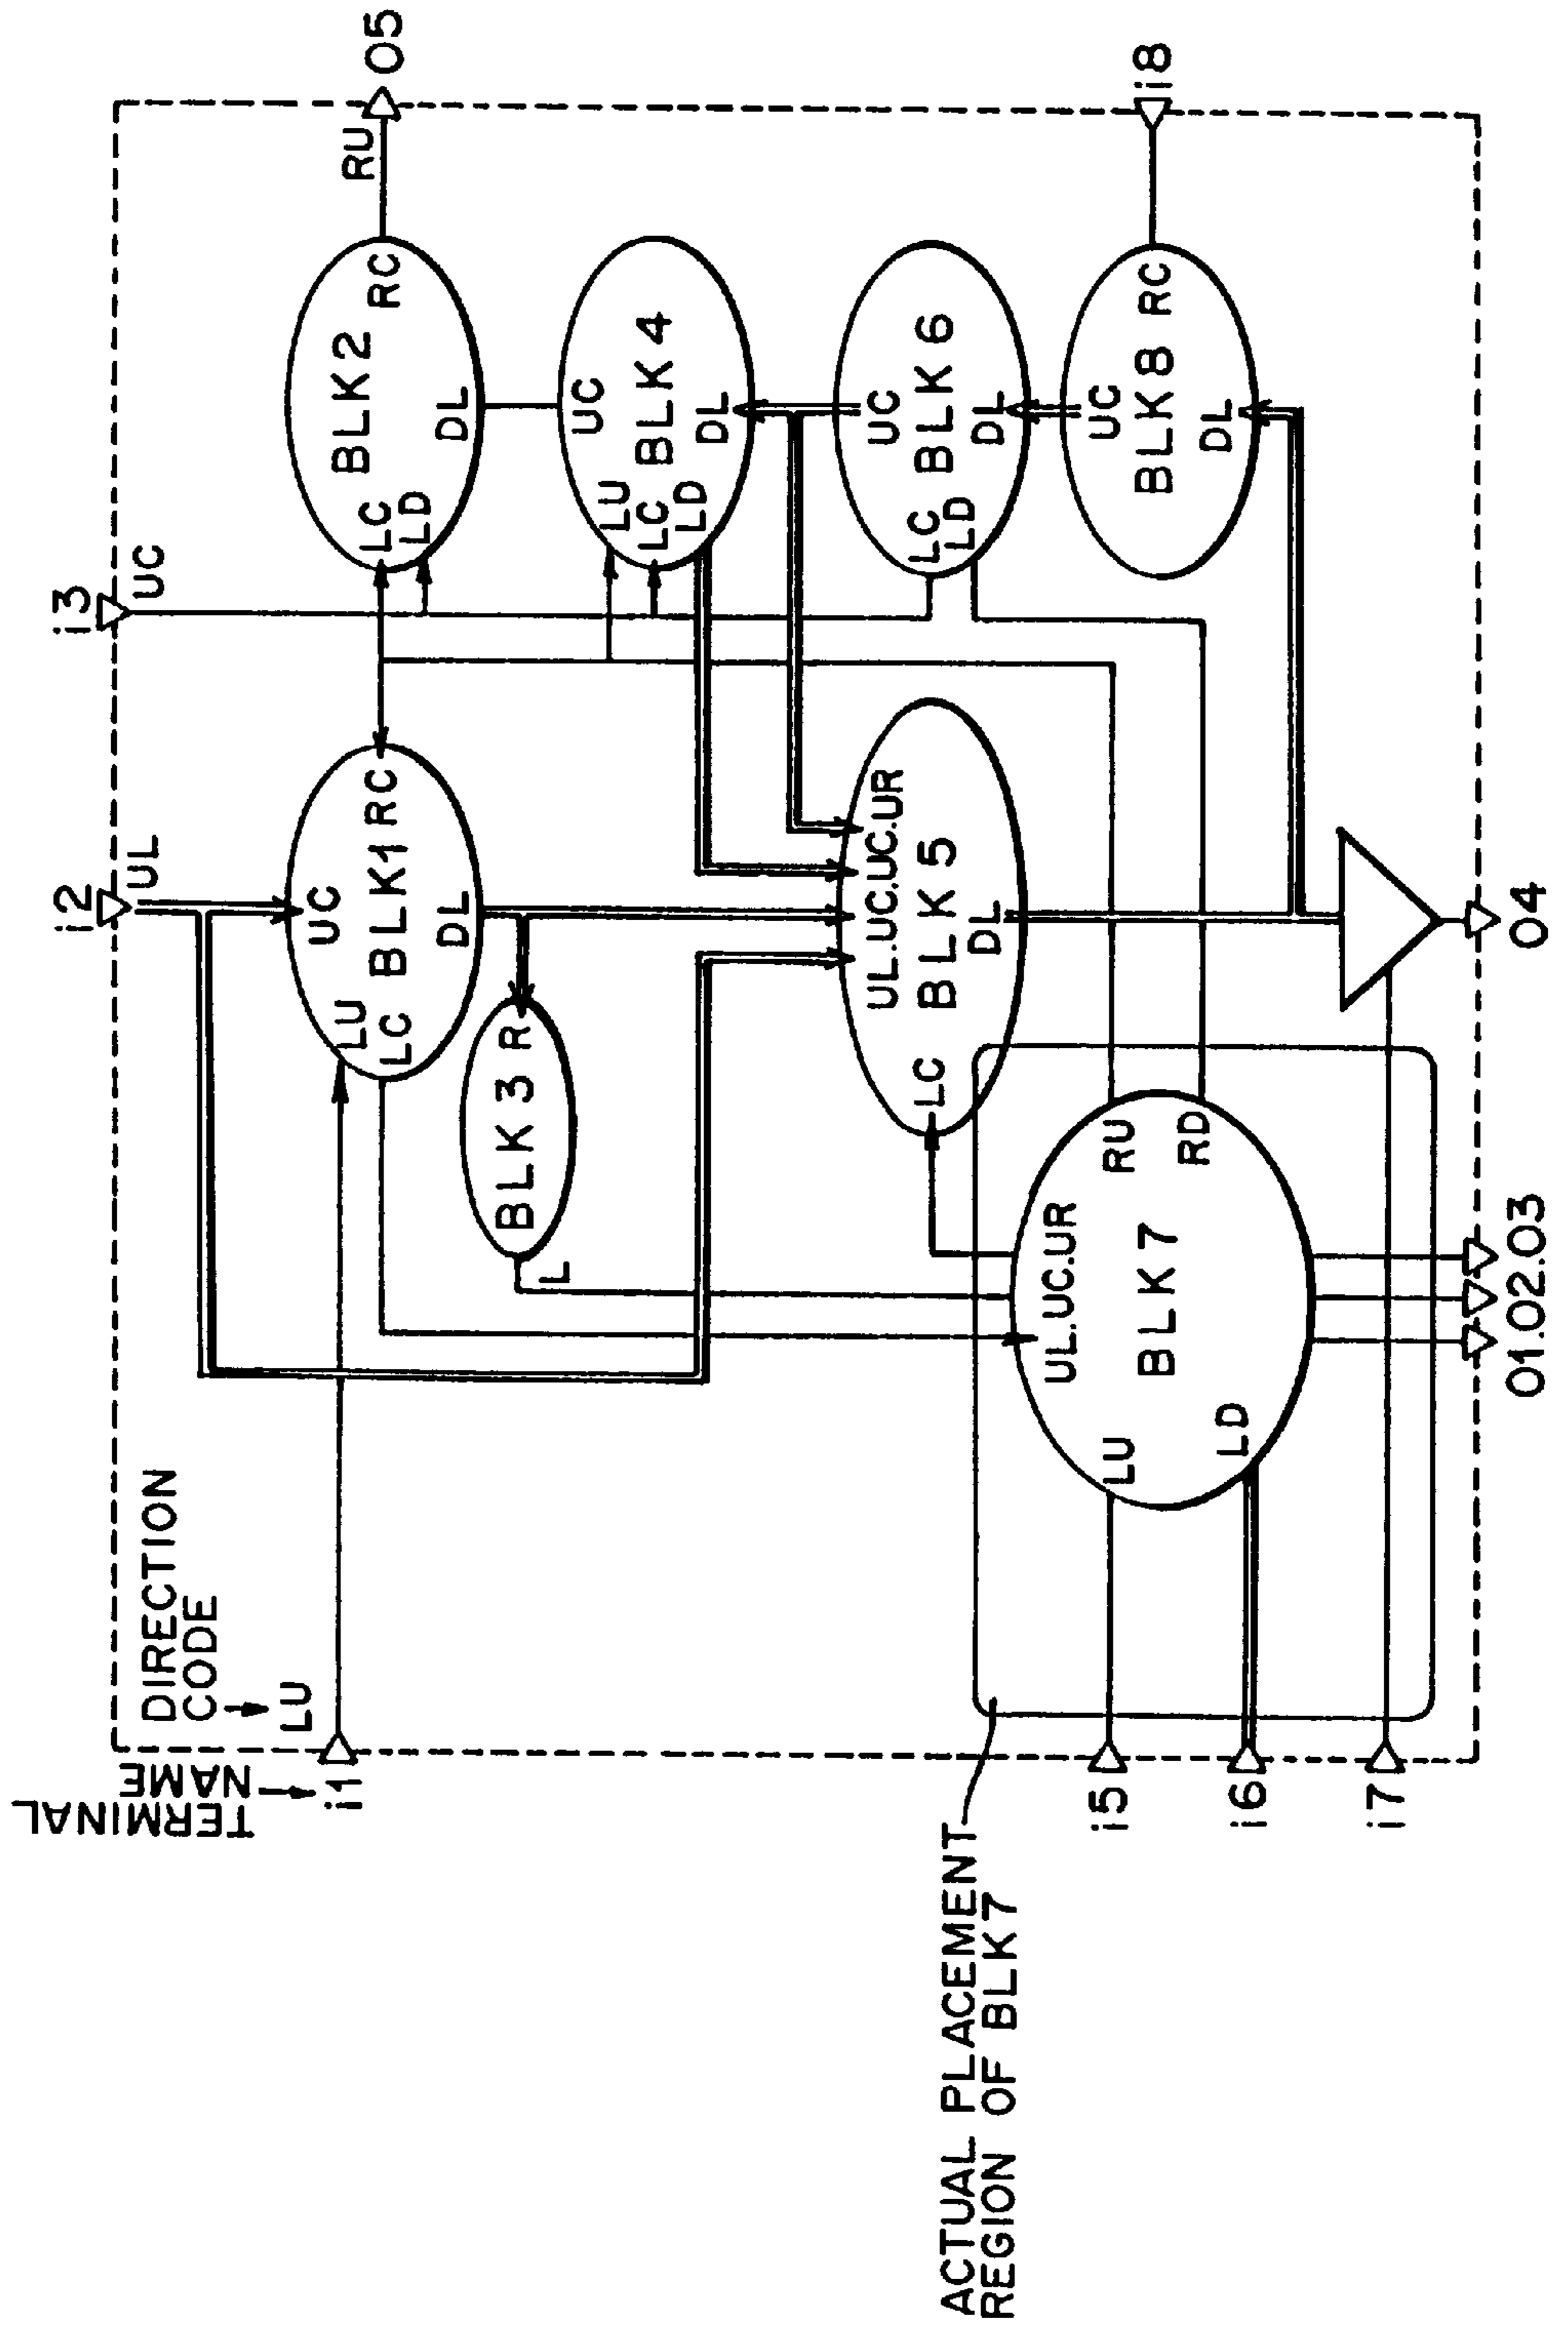 i2
UL
i3
UC
TERMINAL
NAME
i1
DIRECTION
CODE
LU
UC
LU
LC
BLK1
RC
DL
LC
LD
BLK2
RC
DL
RU
O5
BLK3
R
L
UC
LU
LC
LD
BLK4
DL
UL.UC.UC.UC.UR
LC
BLK5
DL
UC
LC
LD
BLK6
DL
UL.UC.UR
LU
LD
BLK7
RU
RD
UC
BLK8
RC
DL
i8
i5
i6
i7
ACTUAL PLACEMENT
REGION OF BLK7
O1.O2.O3
O4